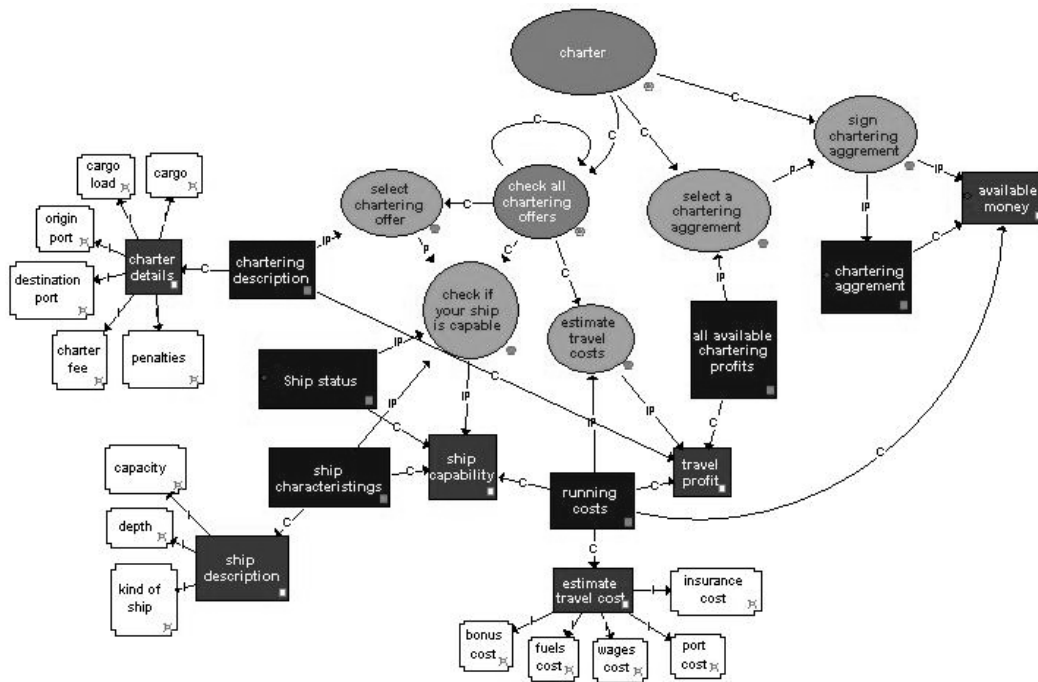 charter
C
C
C
C
sign
chartering
aggrement
P
IP
IP
available
money
C
chartering
aggrement
select a
chartering
aggrement
IP
all available
chartering
profits
C
check all
chartering
offers
C
C
C
select
chartering
offer
P
IP
check if
your ship
is capable
estimate
travel
costs
IP
IP
cargo
load
cargo
I
I
origin
port
I
charter
details
C
chartering
description
destination
port
I
I
I
charter
fee
penalties
IP
C
Ship status
IP
IP
C
ship
characteristings
C
ship
capability
C
running
costs
C
travel
profit
C
C
capacity
I
C
depth
I
ship
description
kind of
ship
I
C
estimate
travel cost
I
insurance
cost
I
I
I
I
bonus
cost
fuels
cost
wages
cost
port
cost